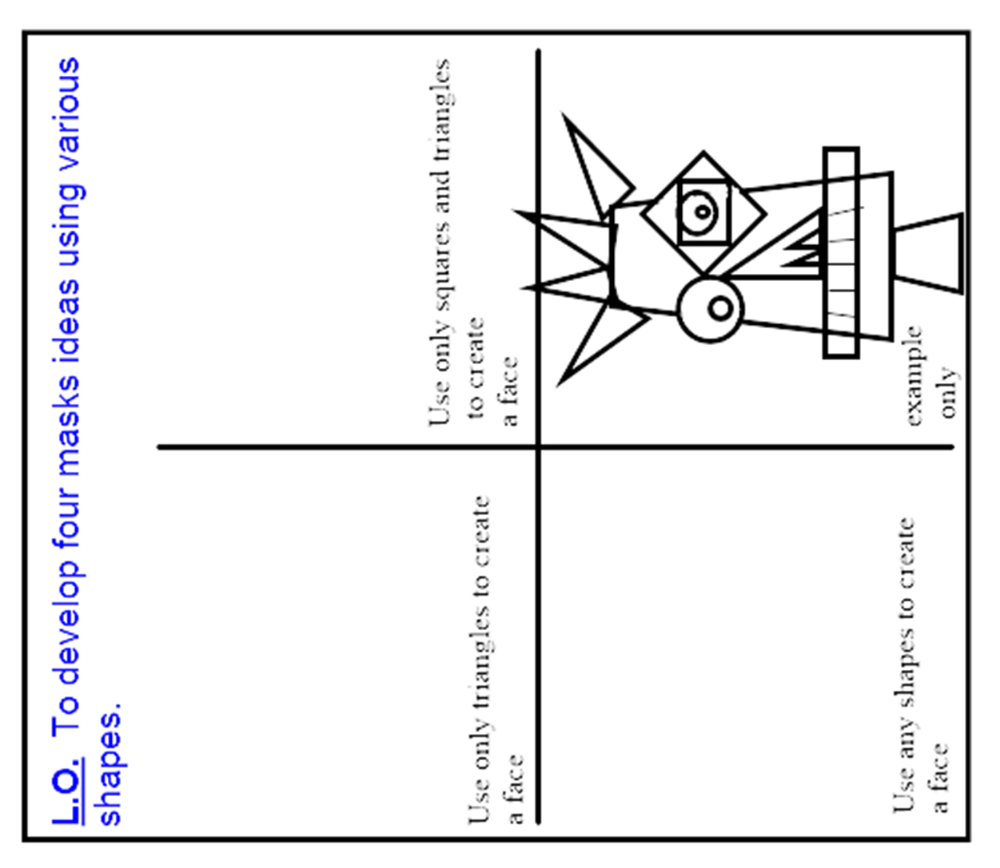 L.O. To develop four masks ideas using various
shapes.
Use only triangles to create
a face
Use only squares and triangles
to create
a face
Use any shapes to create
a face
example
only